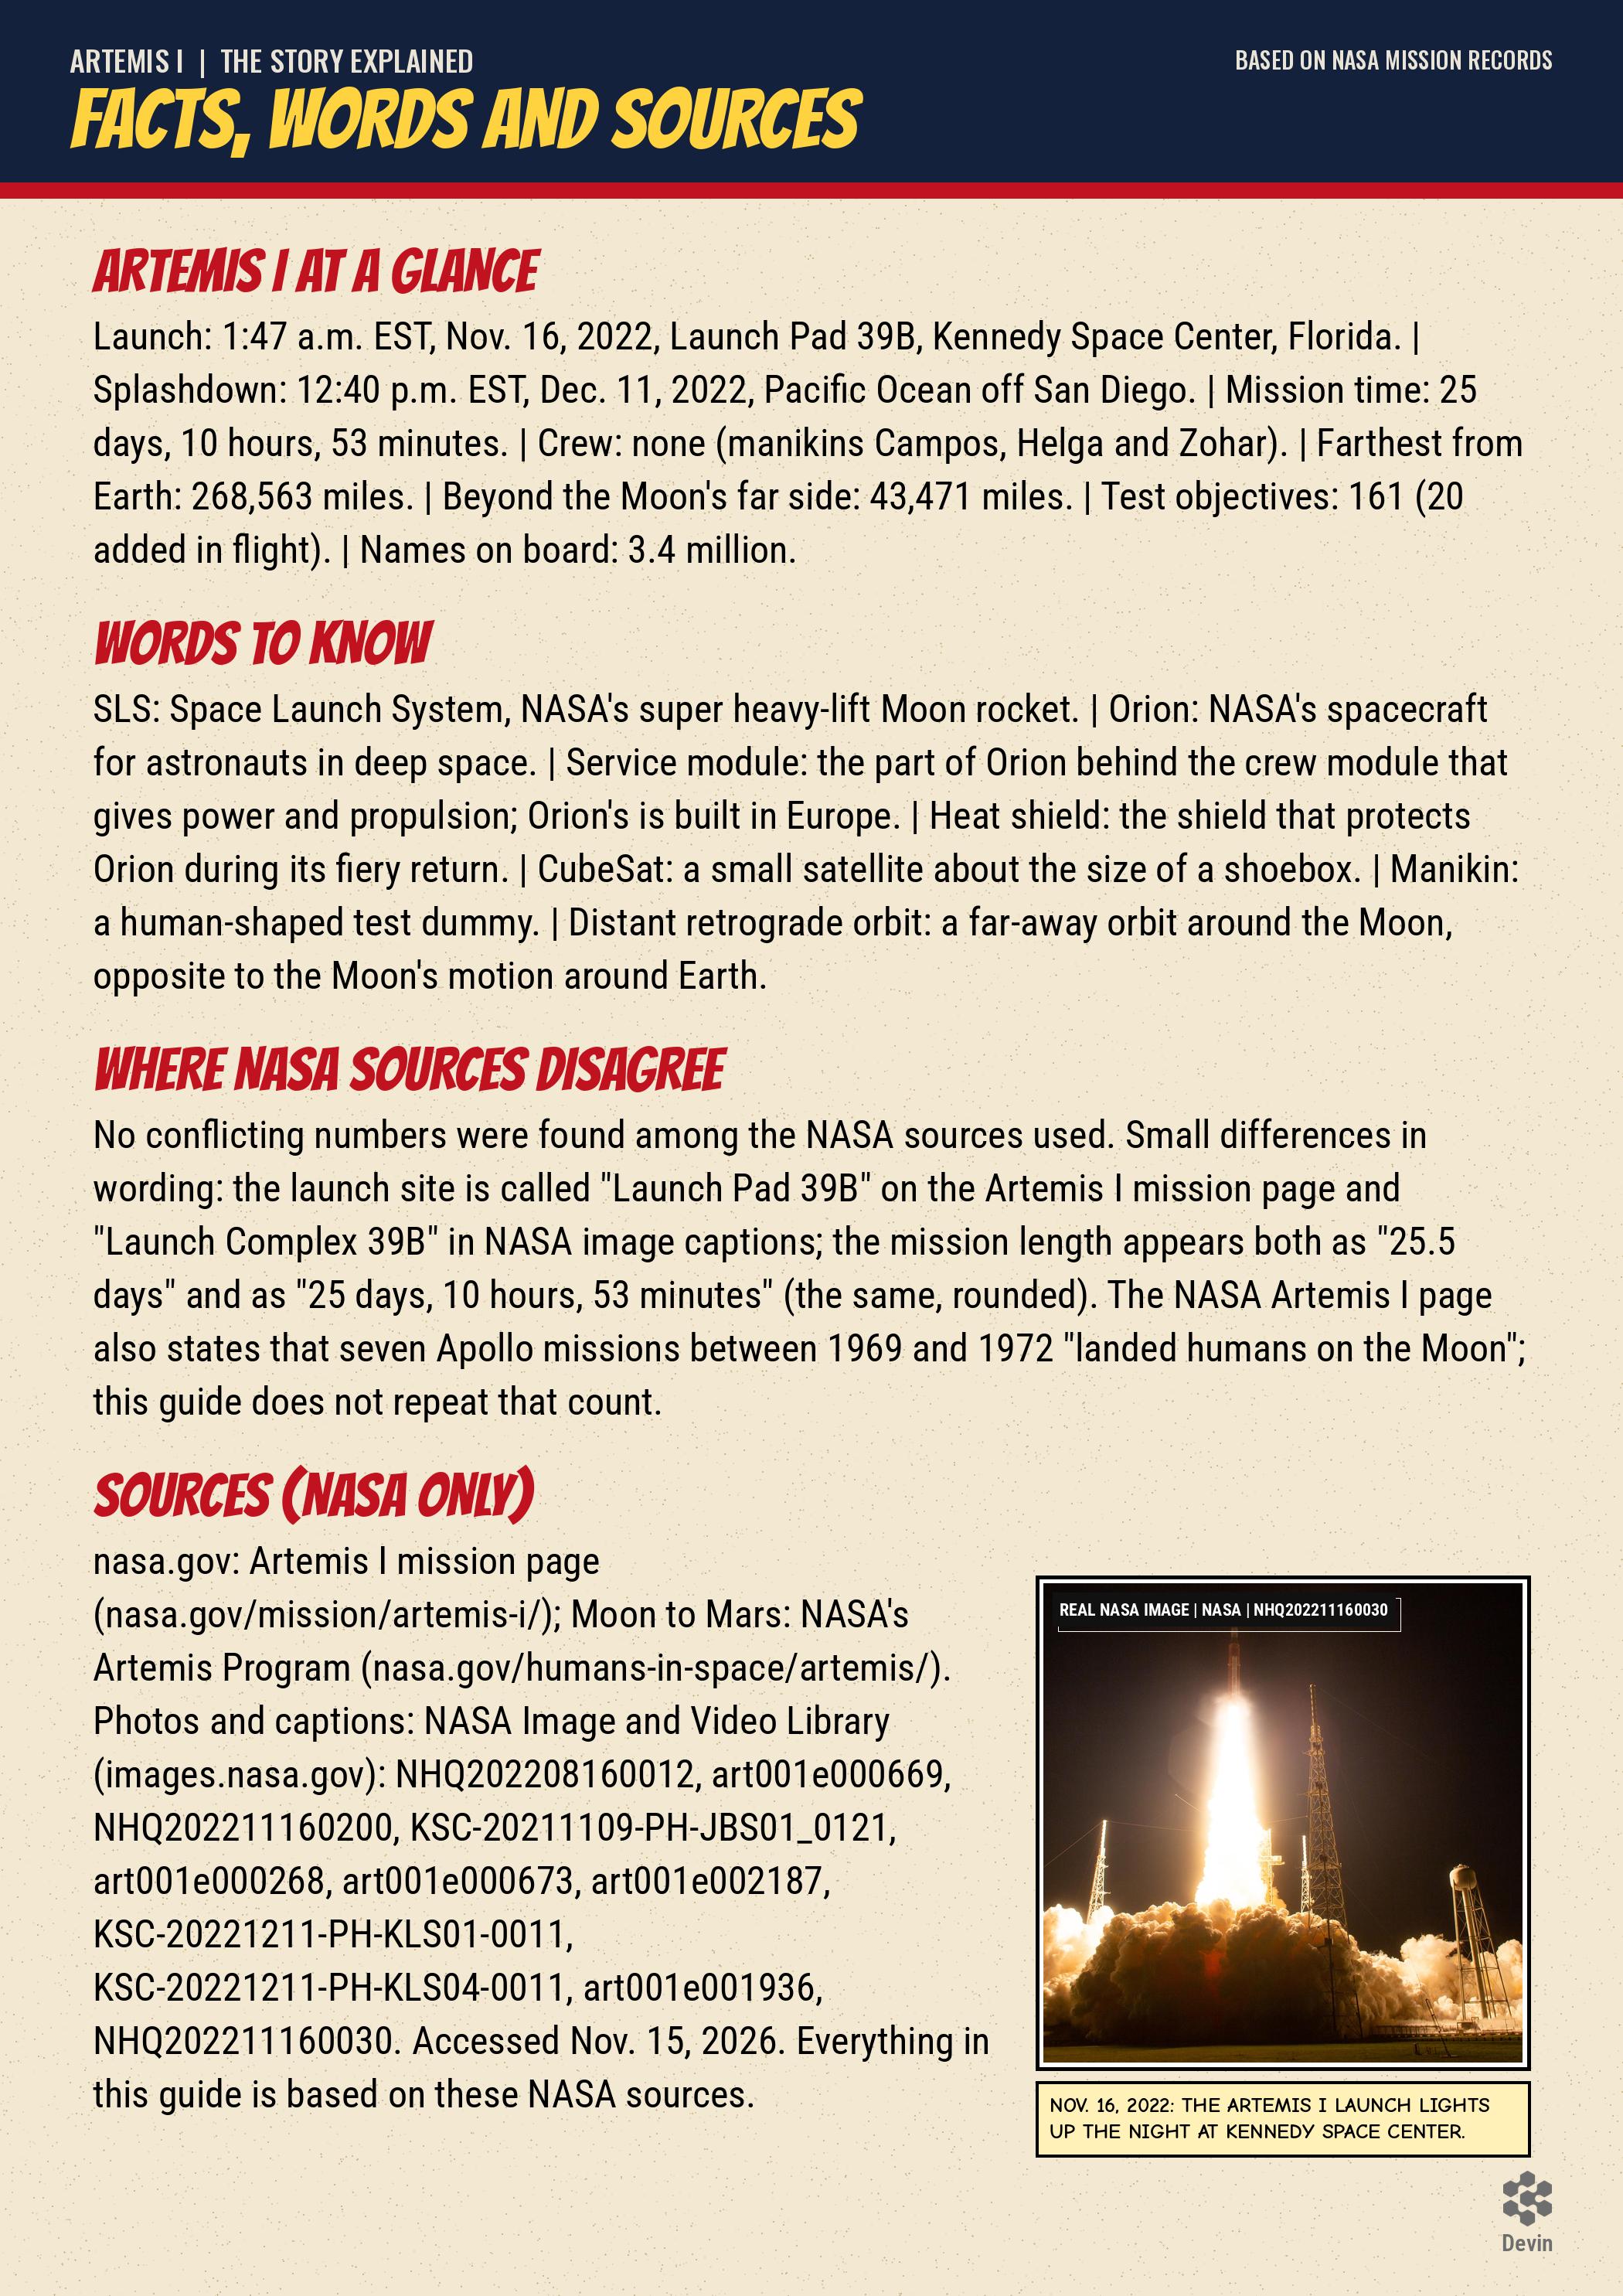 ARTEMIS I | THE STORY EXPLAINED
BASED ON NASA MISSION RECORDS
FACTS, WORDS AND SOURCES
ARTEMIS I AT A GLANCE
Launch: 1:47 a.m. EST, Nov. 16, 2022, Launch Pad 39B, Kennedy Space Center, Florida. |
Splashdown: 12:40 p.m. EST, Dec. 11, 2022, Pacific Ocean off San Diego. | Mission time: 25
days, 10 hours, 53 minutes. | Crew: none (manikins Campos, Helga and Zohar). | Farthest from
Earth: 268,563 miles. | Beyond the Moon's far side: 43,471 miles. | Test objectives: 161 (20
added in flight). | Names on board: 3.4 million.
WORDS TO KNOW
SLS: Space Launch System, NASA's super heavy-lift Moon rocket. | Orion: NASA's spacecraft
for astronauts in deep space. | Service module: the part of Orion behind the crew module that
gives power and propulsion; Orion's is built in Europe. | Heat shield: the shield that protects
Orion during its fiery return. | CubeSat: a small satellite about the size of a shoebox. | Manikin:
a human-shaped test dummy. | Distant retrograde orbit: a far-away orbit around the Moon,
opposite to the Moon's motion around Earth.
WHERE NASA SOURCES DISAGREE
No conflicting numbers were found among the NASA sources used. Small differences in
wording: the launch site is called "Launch Pad 39B" on the Artemis I mission page and
"Launch Complex 39B" in NASA image captions; the mission length appears both as "25.5
days" and as "25 days, 10 hours, 53 minutes" (the same, rounded). The NASA Artemis I page
also states that seven Apollo missions between 1969 and 1972 "landed humans on the Moon";
this guide does not repeat that count.
SOURCES (NASA ONLY)
nasa.gov: Artemis I mission page
(nasa.gov/mission/artemis-i/); Moon to Mars: NASA's
Artemis Program (nasa.gov/humans-in-space/artemis/).
Photos and captions: NASA Image and Video Library
(images.nasa.gov): NHQ202208160012, art001e000669,
NHQ202211160200, KSC-20211109-PH-JBS01_0121,
art001e000268, art001e000673, art001e002187,
KSC-20221211-PH-KLS01-0011,
KSC-20221211-PH-KLS04-0011, art001e001936,
NHQ202211160030. Accessed Nov. 15, 2026. Everything in
this guide is based on these NASA sources.
REAL NASA IMAGE | NASA | NHQ202211160030
NOV. 16, 2022: THE ARTEMIS I LAUNCH LIGHTS
UP THE NIGHT AT KENNEDY SPACE CENTER.
Devin